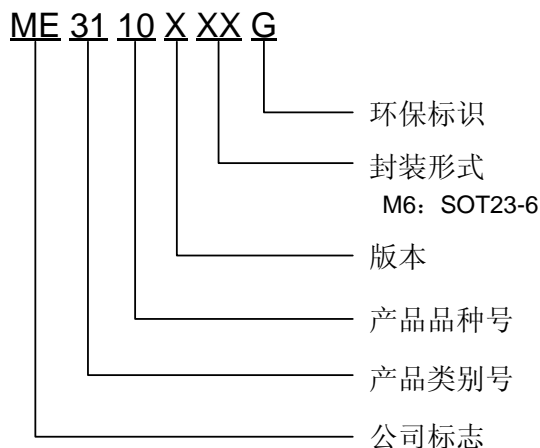 ME 31 10 X XX G
环保标识
封装形式
M6：SOT23-6
版本
产品品种号
产品类别号
公司标志